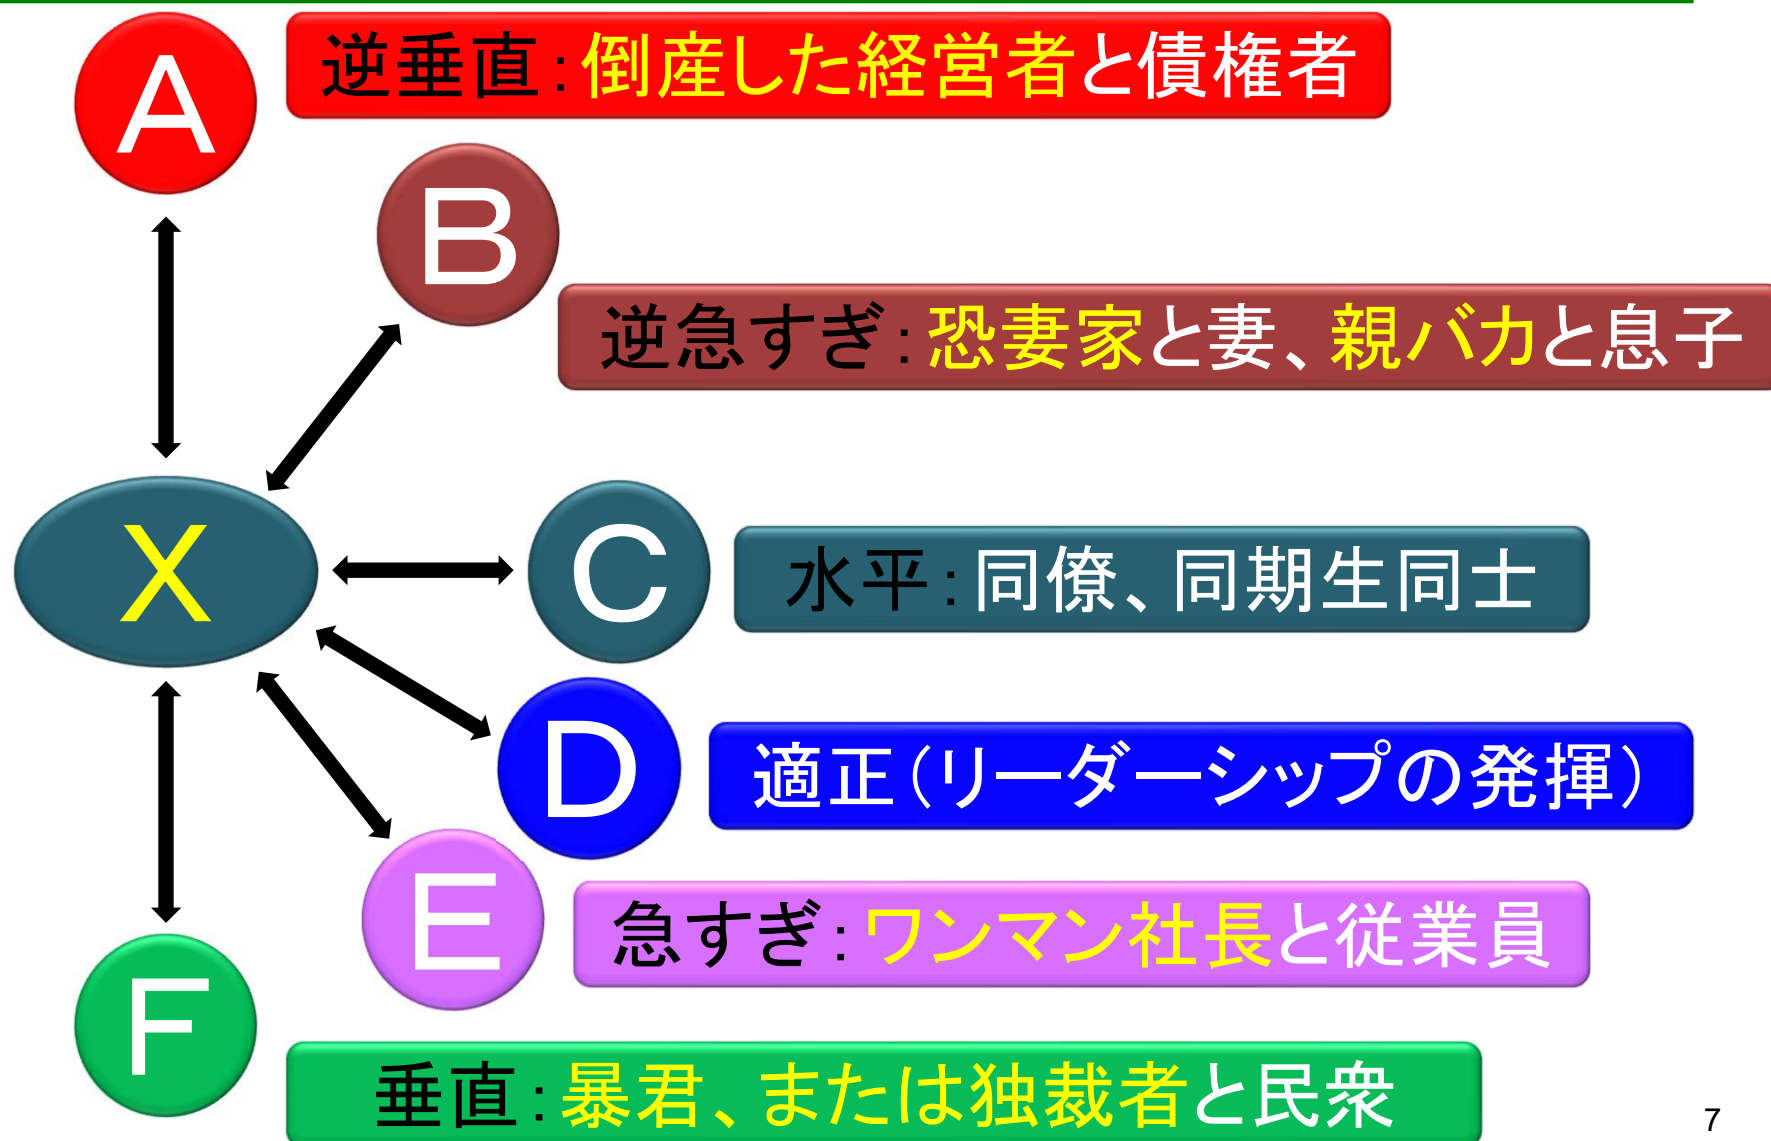 A
逆垂直：倒産した経営者と債権者
B
逆急すぎ：恐妻家と妻、親バカと息子
X
C
水平：同僚、同期生同士
D
適正（リーダーシップの発揮）
E
急すぎ：ワンマン社長と従業員
F
垂直：暴君、または独裁者と民衆
7